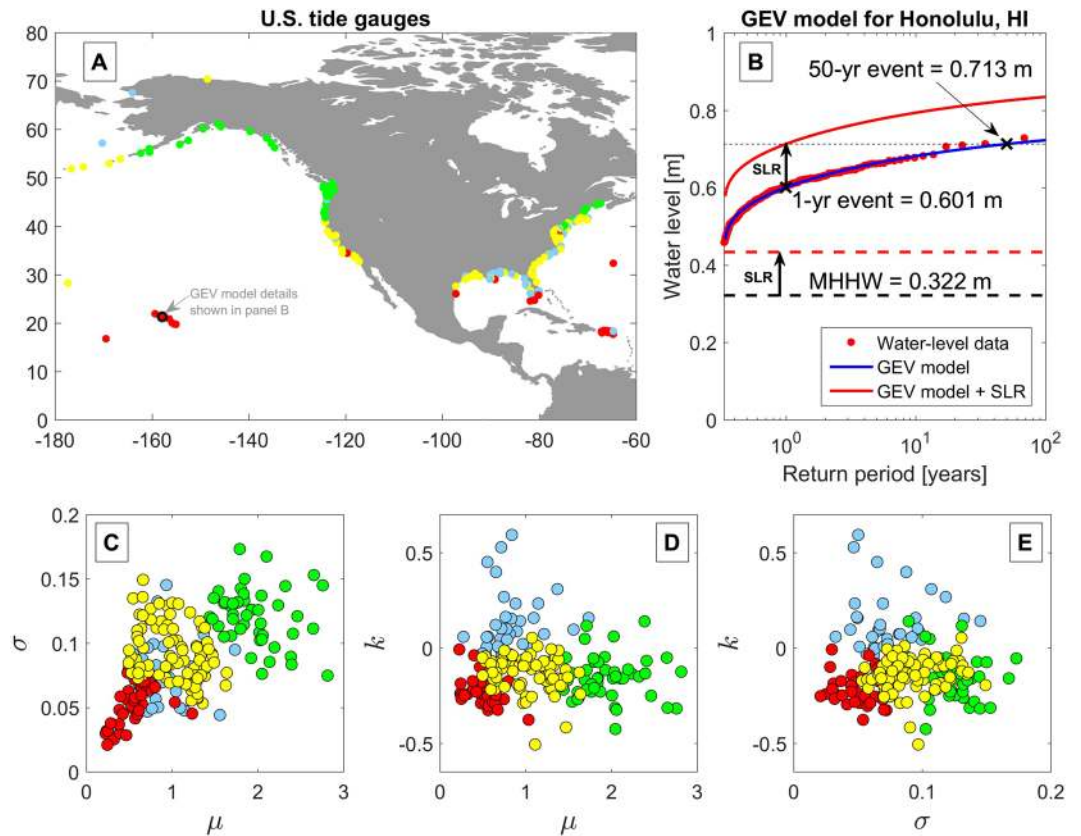 U.S. tide gauges
A
80
70
60
50
40
30
20
10
0
-180
-160
-140
-120
-100
-80
-60
GEV model details
shown in panel B
GEV model for Honolulu, HI
B
1
0.8
0.6
0.4
0.2
0
Water level [m]
50-yr event = 0.713 m
SLR
1-yr event = 0.601 m
SLR
MHHW = 0.322 m
Water-level data
GEV model
GEV model + SLR
10^0
10^1
10^2
Return period [years]
C
0.2
0.15
0.1
0.05
0
σ
0
1
2
3
μ
D
0.5
0
-0.5
k
0
1
2
3
μ
E
0.5
0
-0.5
k
0
0.1
0.2
σ